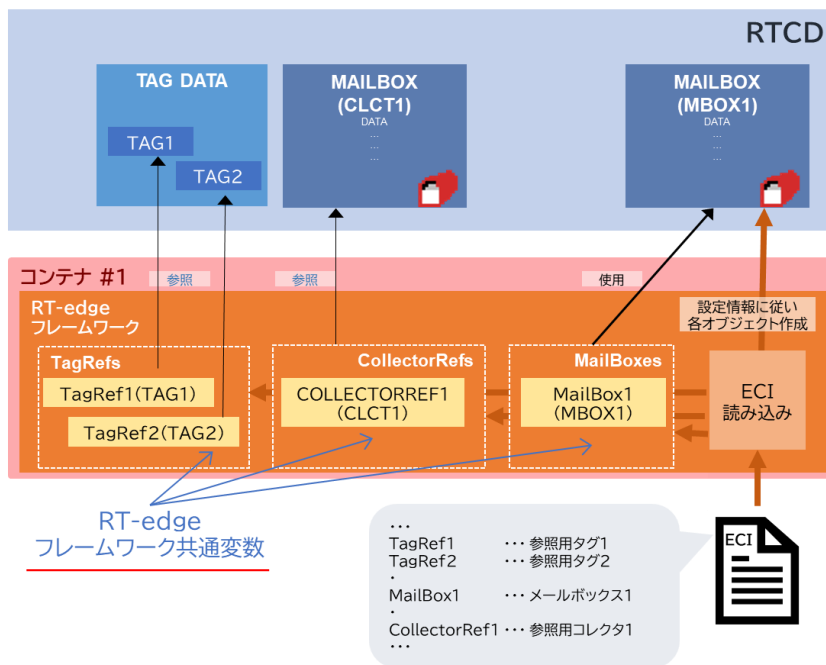 RTCD
TAG DATA
TAG1
TAG2
MAILBOX
(CLCT1)
DATA
...
...
...
MAILBOX
(MBOX1)
DATA
...
...
...
コンテナ #1
参照
参照
使用
RT-edge
フレームワーク
設定情報に従い
各オブジェクト作成
TagRefs
TagRef1(TAG1)
TagRef2(TAG2)
CollectorRefs
COLLECTORREF1
(CLCT1)
MailBoxes
MailBox1
(MBOX1)
ECI
読み込み
RT-edge
フレームワーク共通変数
・・・
TagRef1 ・・・ 参照用タグ1
TagRef2 ・・・ 参照用タグ2
・
MailBox1 ・・・ メールボックス1
・
CollectorRef1 ・・・ 参照用コレクタ1
・・・
ECI